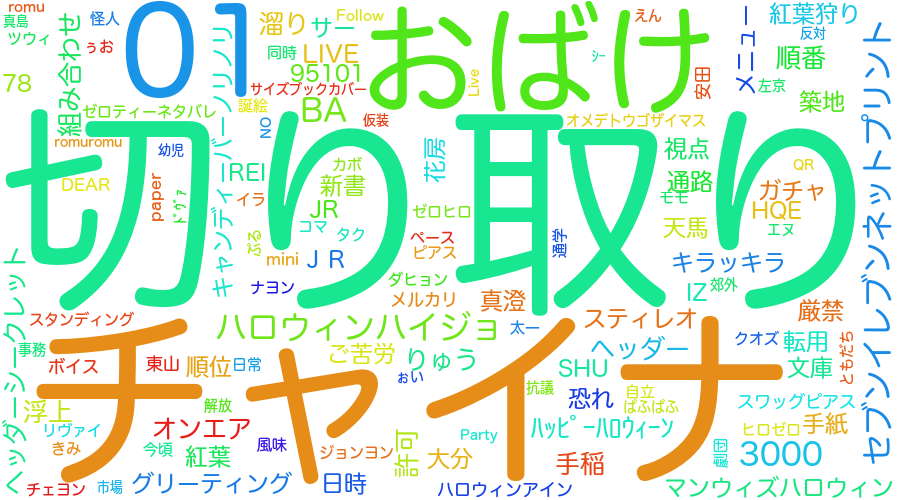 romu
真島
ツウィ
怪人
ぅお
78
組み合わせ
01
ノリノリ
キャンディーバー
溜り
サー
Follow
同時
LIVE
95101
サイズブックカバー
誕絵
BA
仮装
NO
おばけ
Live
シー
えん
安田
メニュー
紅葉狩り
反対
順番
左京
築地
セブンイレブンネットプリント
ゼロティーネタバレ
romuromu
幼児
オメデトウゴザイマス
切り取り
DEAR
paper
ドヴァ
REI
イラ
カボ
新書
JR
コマ
タク
ぷる
mini
JR
ナヨン
花房
ゼロヒロ
ペース
ピアス
ダヒョン
メルカリ
通学
真澄
視点
通路
モモ
天馬
QR
ガチャ
HQE
エヌ
キラッキラ
IZ
郊外
厳禁
ヘッダーシークレット
スタンディング
事務
ボイス
東山
順位
日常
ハロウィンハイジョ
太一
ご苦労
りゅう
ぉい
スティレオ
ヘッダー
SHU
クオズ
転用
文庫
ともだち
チャイナ
浮上
リヴァイ
きみ
解放
オンエア
風味
今頃
紅葉
ジョンヨン
許可
大分
Party
抗議
恐れ
自立
ぱふぱふ
ハッピーハロウィーン
手稲
スワッグピアス
ヒロゼロ
手紙
劇団
3000
チェヨン
市場
グリーティング
日時
ハロウィンアイン
マンウィズハロウィン